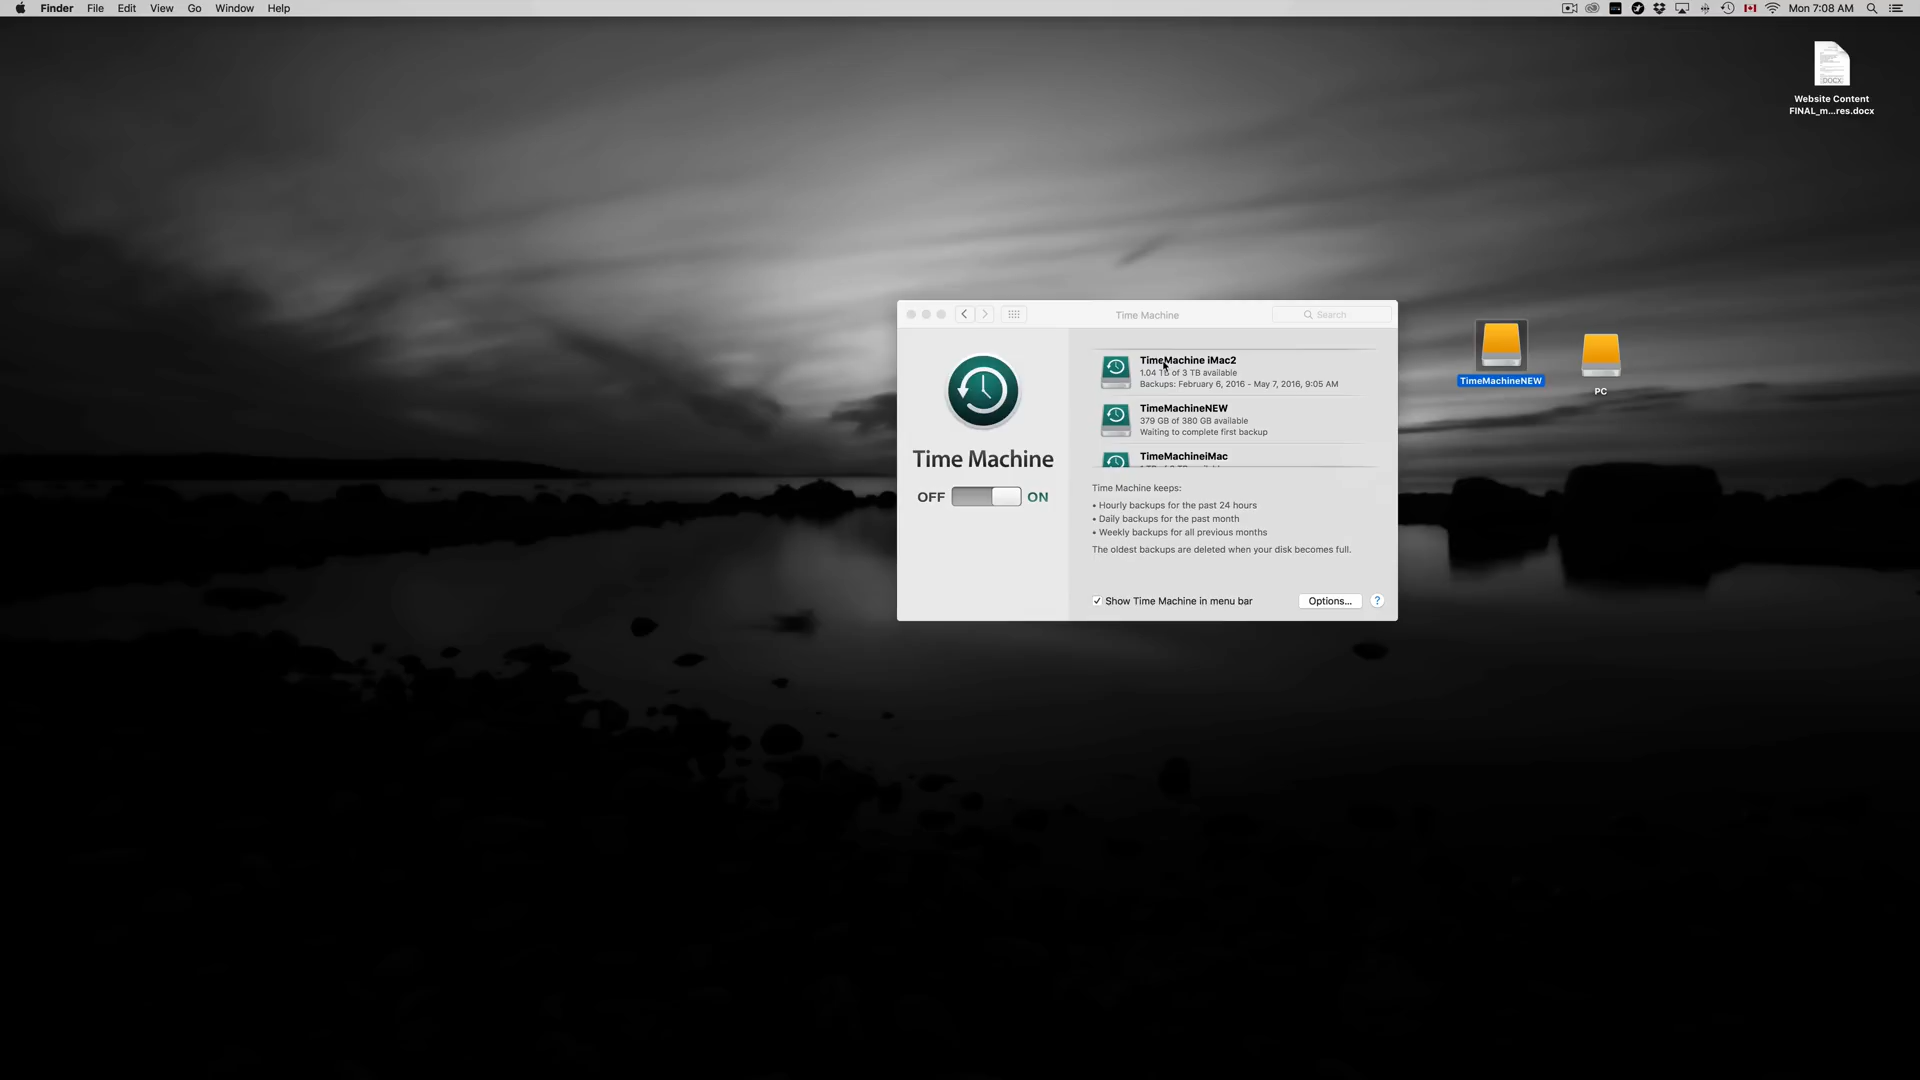 Finder File Edit View Go Window Help
Mon 7:08 AM
DOCX
Website Content
FINAL_m...res.docx
Time Machine
Search
TimeMachine iMac2
1.04 TB of 3 TB available
Backups: February 6, 2016 - May 7, 2016, 9:05 AM
TimeMachineNEW
379 GB of 380 GB available
Waiting to complete first backup
TimeMachineiMac
Time Machine
OFF ON
Time Machine keeps:
• Hourly backups for the past 24 hours
• Daily backups for the past month
• Weekly backups for all previous months
The oldest backups are deleted when your disk becomes full.
Show Time Machine in menu bar
Options...
?
TimeMachineNEW
PC